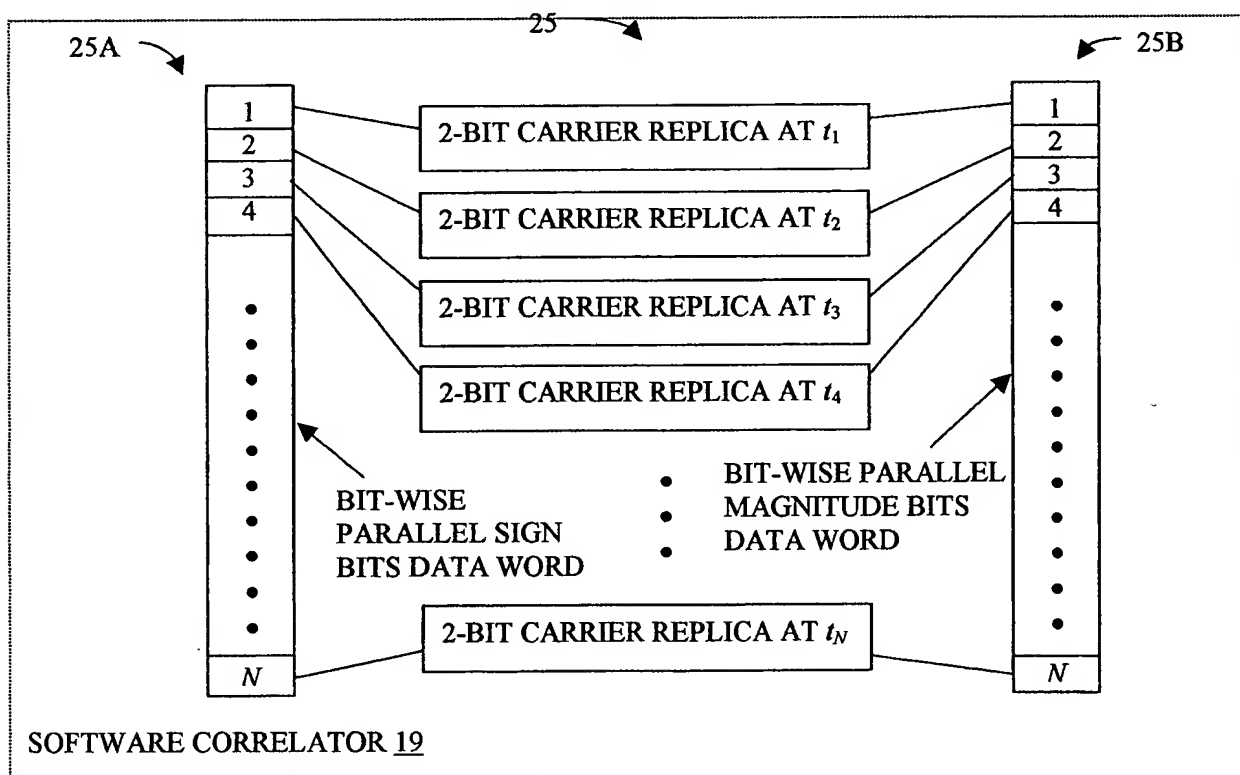 25
25A
25B
1
2
3
4
N
2-BIT CARRIER REPLICA AT t1
2-BIT CARRIER REPLICA AT t2
2-BIT CARRIER REPLICA AT t3
2-BIT CARRIER REPLICA AT t4
2-BIT CARRIER REPLICA AT tN
1
2
3
4
N
BIT-WISE
PARALLEL SIGN
BITS DATA WORD
BIT-WISE PARALLEL
MAGNITUDE BITS
DATA WORD
SOFTWARE CORRELATOR 19